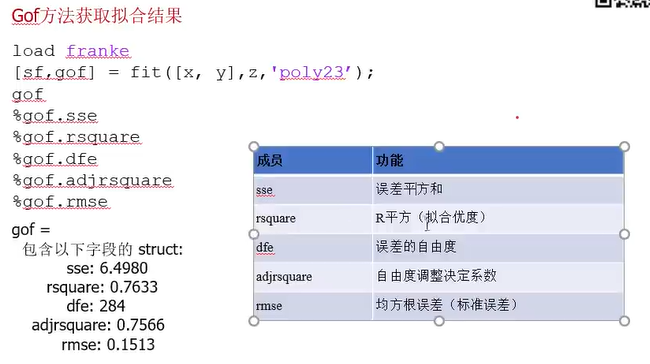 Gof方法获取拟合结果
load franke
[sf,gof] = fit([x, y],z,'poly23’);
gof
%gof.sse
%gof.rsquare
%gof.dfe
%gof.adjrsquare
%gof.rmse
gof =
包含以下字段的 struct:
sse: 6.4980
rsquare: 0.7633
dfe: 284
adjrsquare: 0.7566
rmse: 0.1513
成员 功能
sse 误差平方和
rsquare R平方（拟合优度）
dfe 误差的自由度
adjrsquare 自由度调整决定系数
rmse 均方根误差（标准误差）